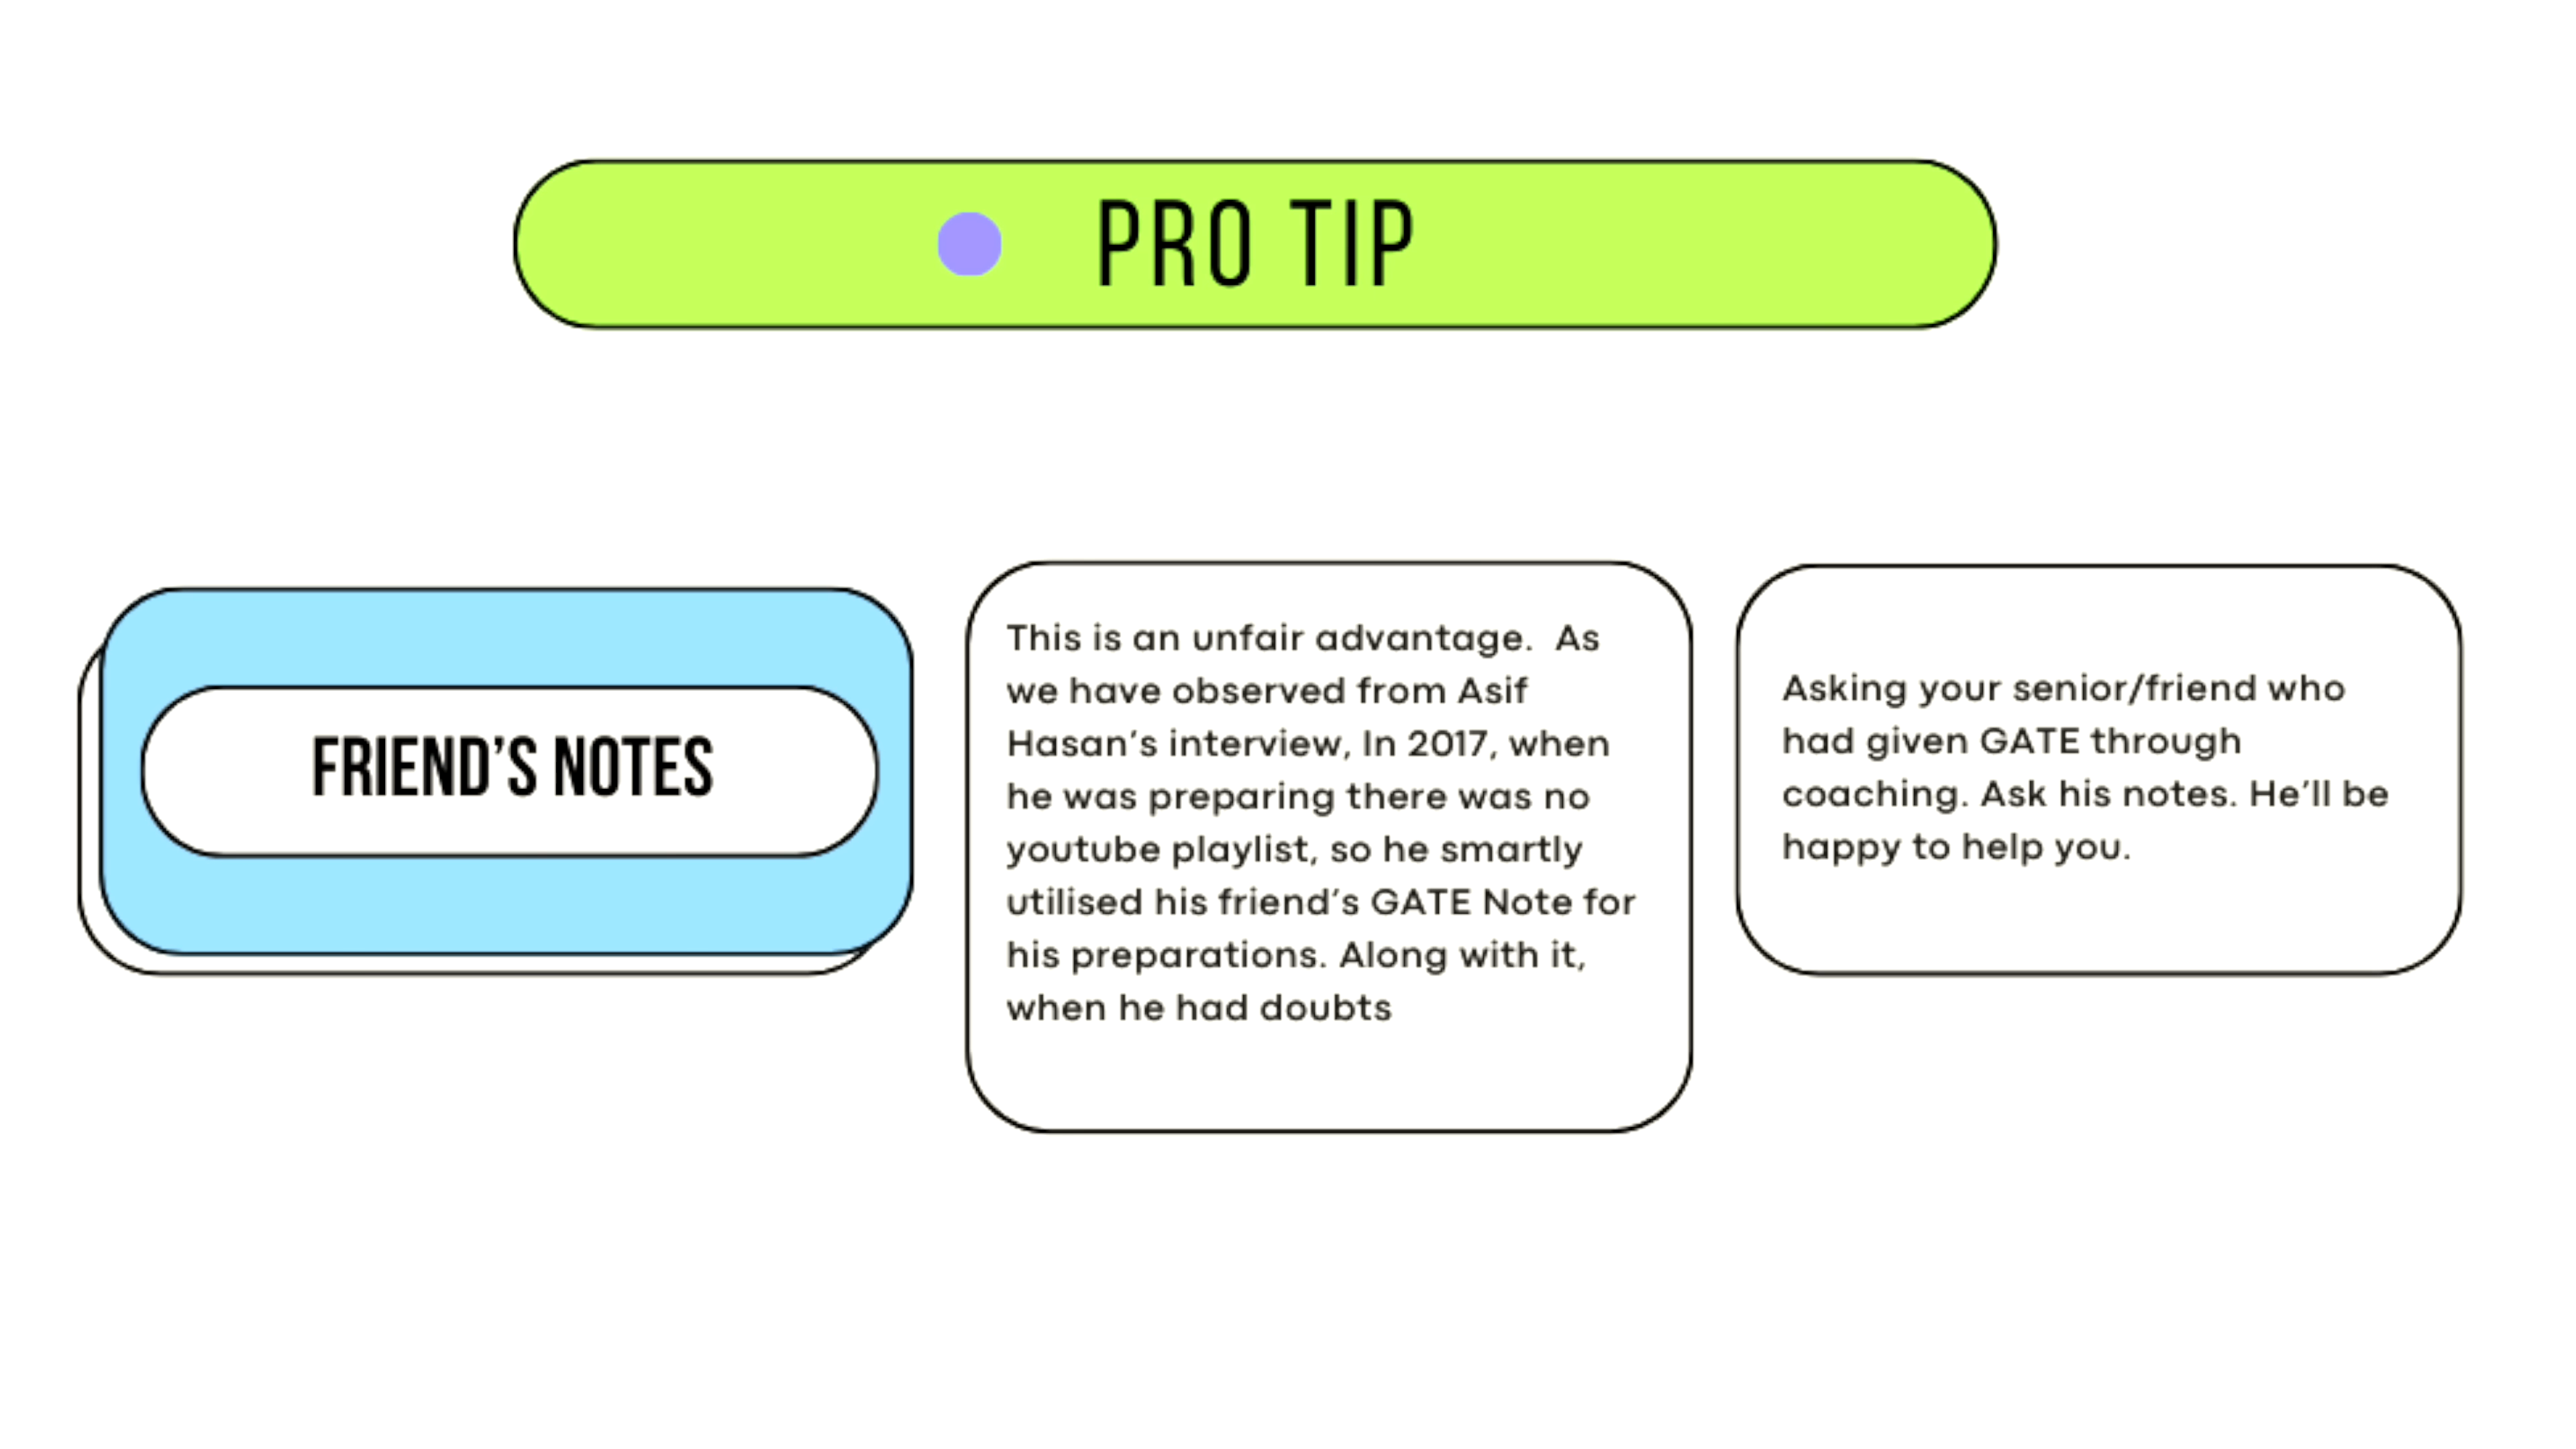 PRO TIP
FRIEND’S NOTES
This is an unfair advantage.  As
we have observed from Asif
Hasan’s interview, In 2017, when
he was preparing there was no
youtube playlist, so he smartly
utilised his friend’s GATE Note for
his preparations. Along with it,
when he had doubts
Asking your senior/friend who
had given GATE through
coaching. Ask his notes. He’ll be
happy to help you.